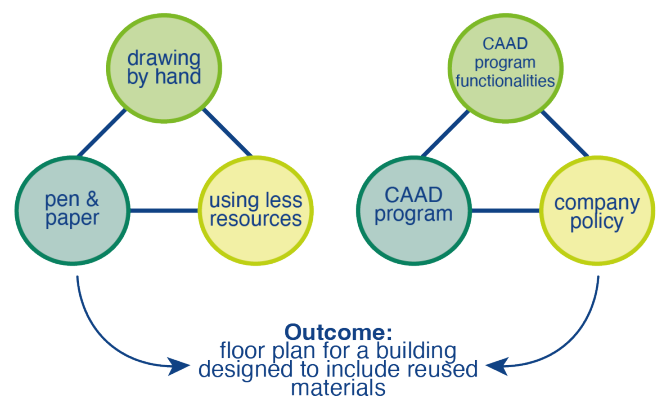 drawing
by hand
CAAD
program
functionalities
pen &
paper
using less
resources
CAAD
program
company
policy
Outcome:
floor plan for a building
designed to include reused
materials